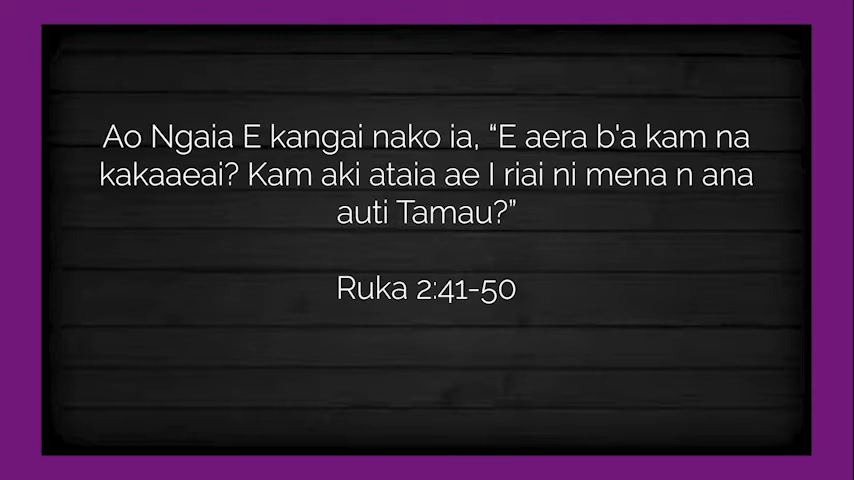 Ao Ngaia E kangai nako ia, “E aera b'a kam na
kakaaeai? Kam aki ataia ae I riai ni mena n ana
auti Tamau?”
Ruka 2:41-50